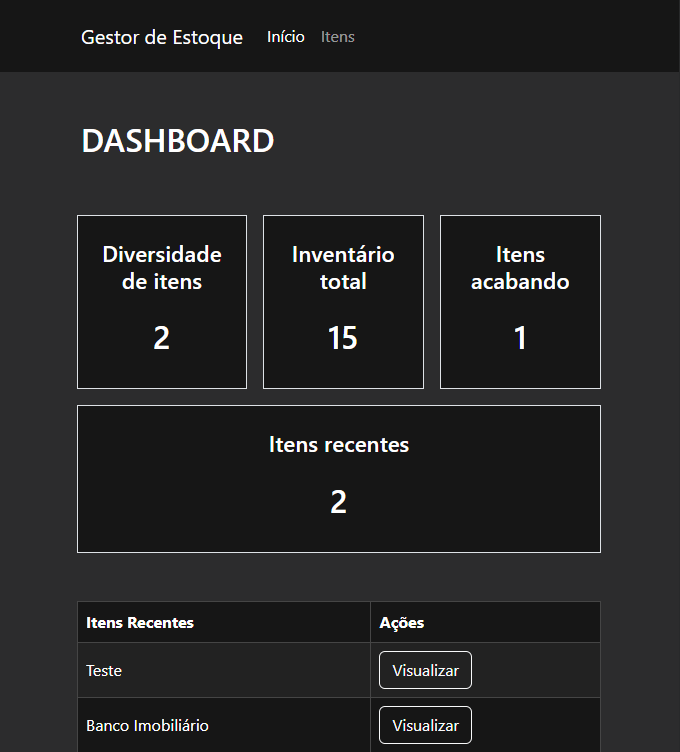 Gestor de Estoque Início Itens
DASHBOARD
Diversidade
de itens
2
Inventário
total
15
Itens
acabando
1
Itens recentes
2
Itens Recentes Ações
Teste Visualizar
Banco Imobiliário Visualizar